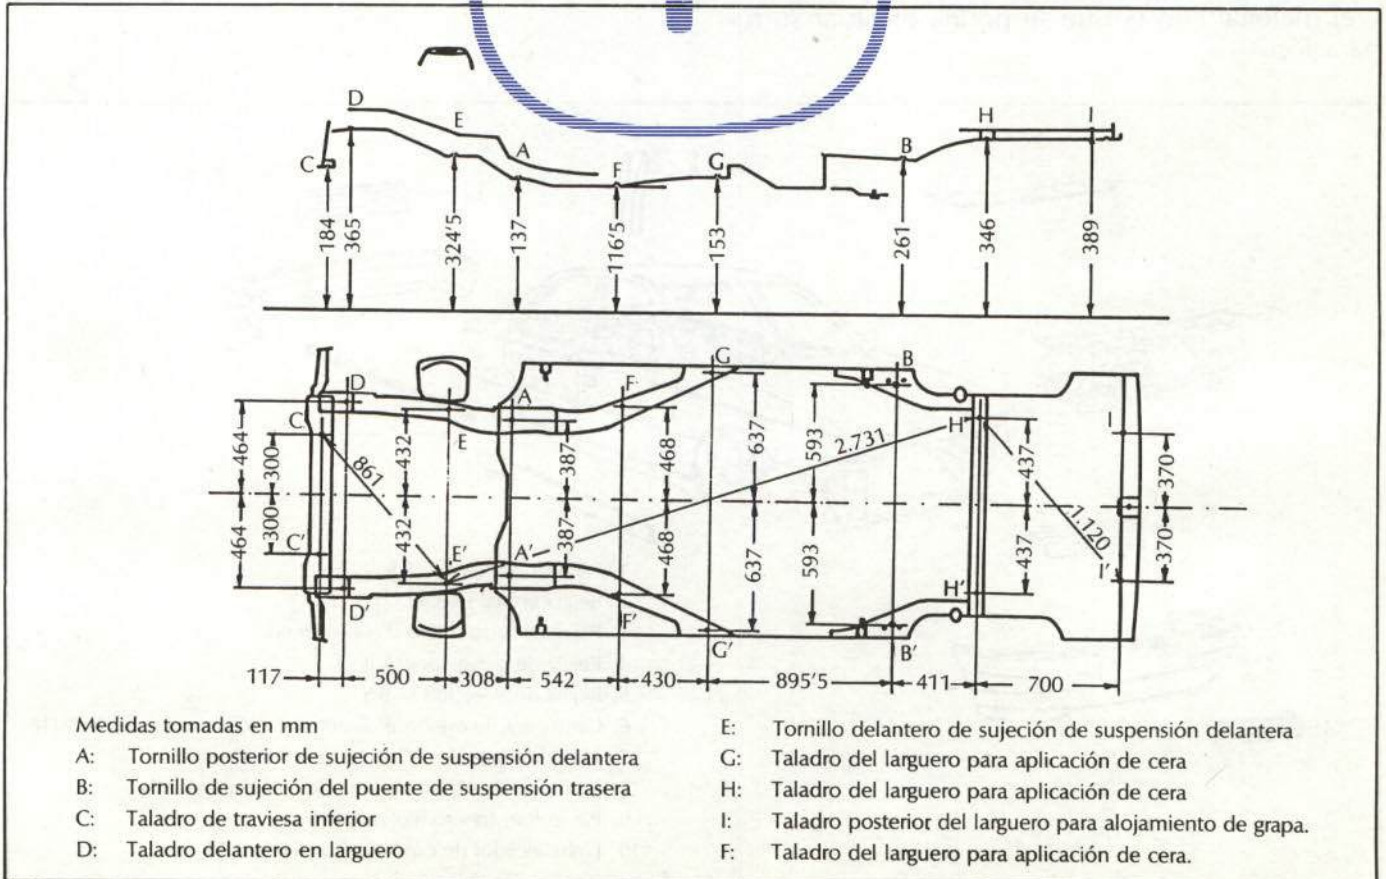 D
E
A
C
F
G
B
H
I
184
365
324'5
137
116'5
153
261
346
389
D
A
F
G
B
C
E
H
I
464
300
861
432
387
468
637
593
2.731
437
370
464
300
432
387
468
637
593
437
1.120
370
C'
E'
A'
D'
F'
G'
B'
H'
I'
117
500
308
542
430
895'5
411
700
Medidas tomadas en mm
A: Tornillo posterior de sujeción de suspensión delantera
B: Tornillo de sujeción del puente de suspensión trasera
C: Taladro de traviesa inferior
D: Taladro delantero en larguero
E: Tornillo delantero de sujeción de suspensión delantera
G: Taladro del larguero para aplicación de cera
H: Taladro del larguero para aplicación de cera
I: Taladro posterior del larguero para alojamiento de grapa.
F: Taladro del larguero para aplicación de cera.